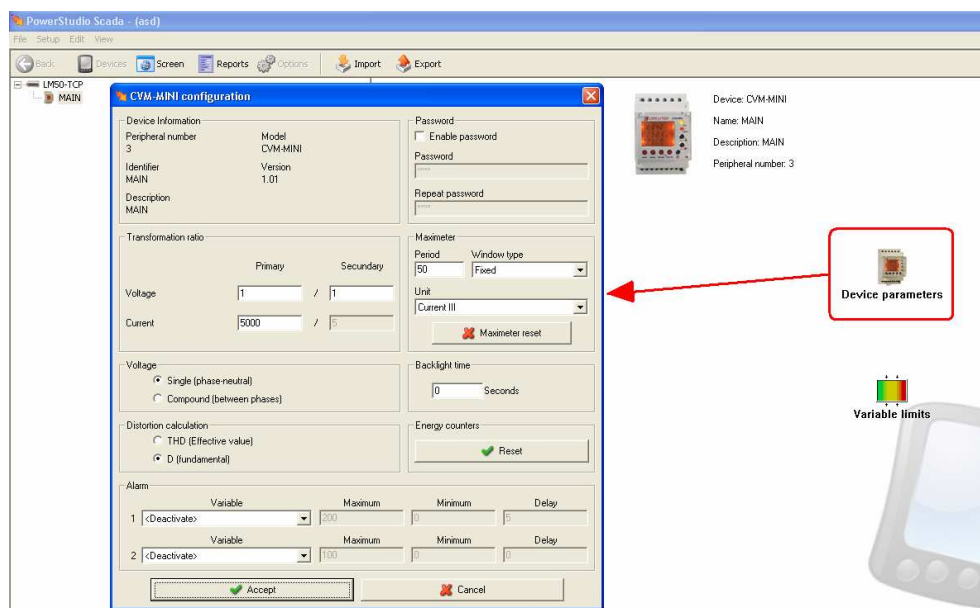 PowerStudio Scada - (asd)
File Setup Edit View
Back Devices Screen Reports Options Import Export
LM50-TCP
MAIN
CVM-MINI configuration
Device Information
Peripheral number Model
3 CVM-MINI
Identifier Version
MAIN 1.01
Description
MAIN
Password
Enable password
Password
****
Repeat password
****
Transformation ratio
Primary Secundary
Voltage 1 / 1
Current 5000 / 5
Maximeter
Period Window type
50 Fixed
Unit
Current III
Maximeter reset
Voltage
Single (phase-neutral)
Compound (between phases)
Backlight time
0 Seconds
Distortion calculation
THD (Effective value)
D (fundamental)
Energy counters
Reset
Alarm
Variable Maximum Minimum Delay
1 <Deactivate> 200 0 5
Variable Maximum Minimum Delay
2 <Deactivate> 100 0 0
Accept Cancel
Device: CVM-MINI
Name: MAIN
Description: MAIN
Peripheral number: 3
Device parameters
Variable limits